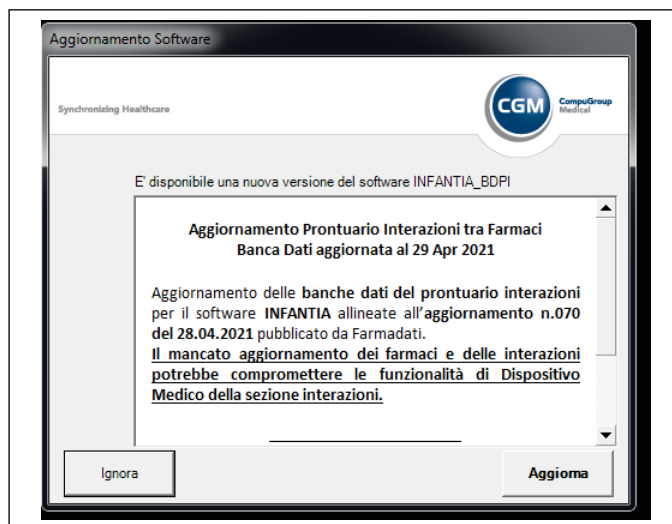 Aggiornamento Software
Synchronizing Healthcare
CGM
CompuGroup
Medical
E' disponibile una nuova versione del software INFANTIA_BDPI
Aggiornamento Prontuario Interazioni tra Farmaci
Banca Dati aggiornata al 29 Apr 2021
Aggiornamento delle banche dati del prontuario interazioni
per il software INFANTIA allineate all'aggiornamento n.070
del 28.04.2021 pubblicato da Farmadati.
Il mancato aggiornamento dei farmaci e delle interazioni
potrebbe compromettere le funzionalità di Dispositivo
Medico della sezione interazioni.
Ignora
Aggiorna